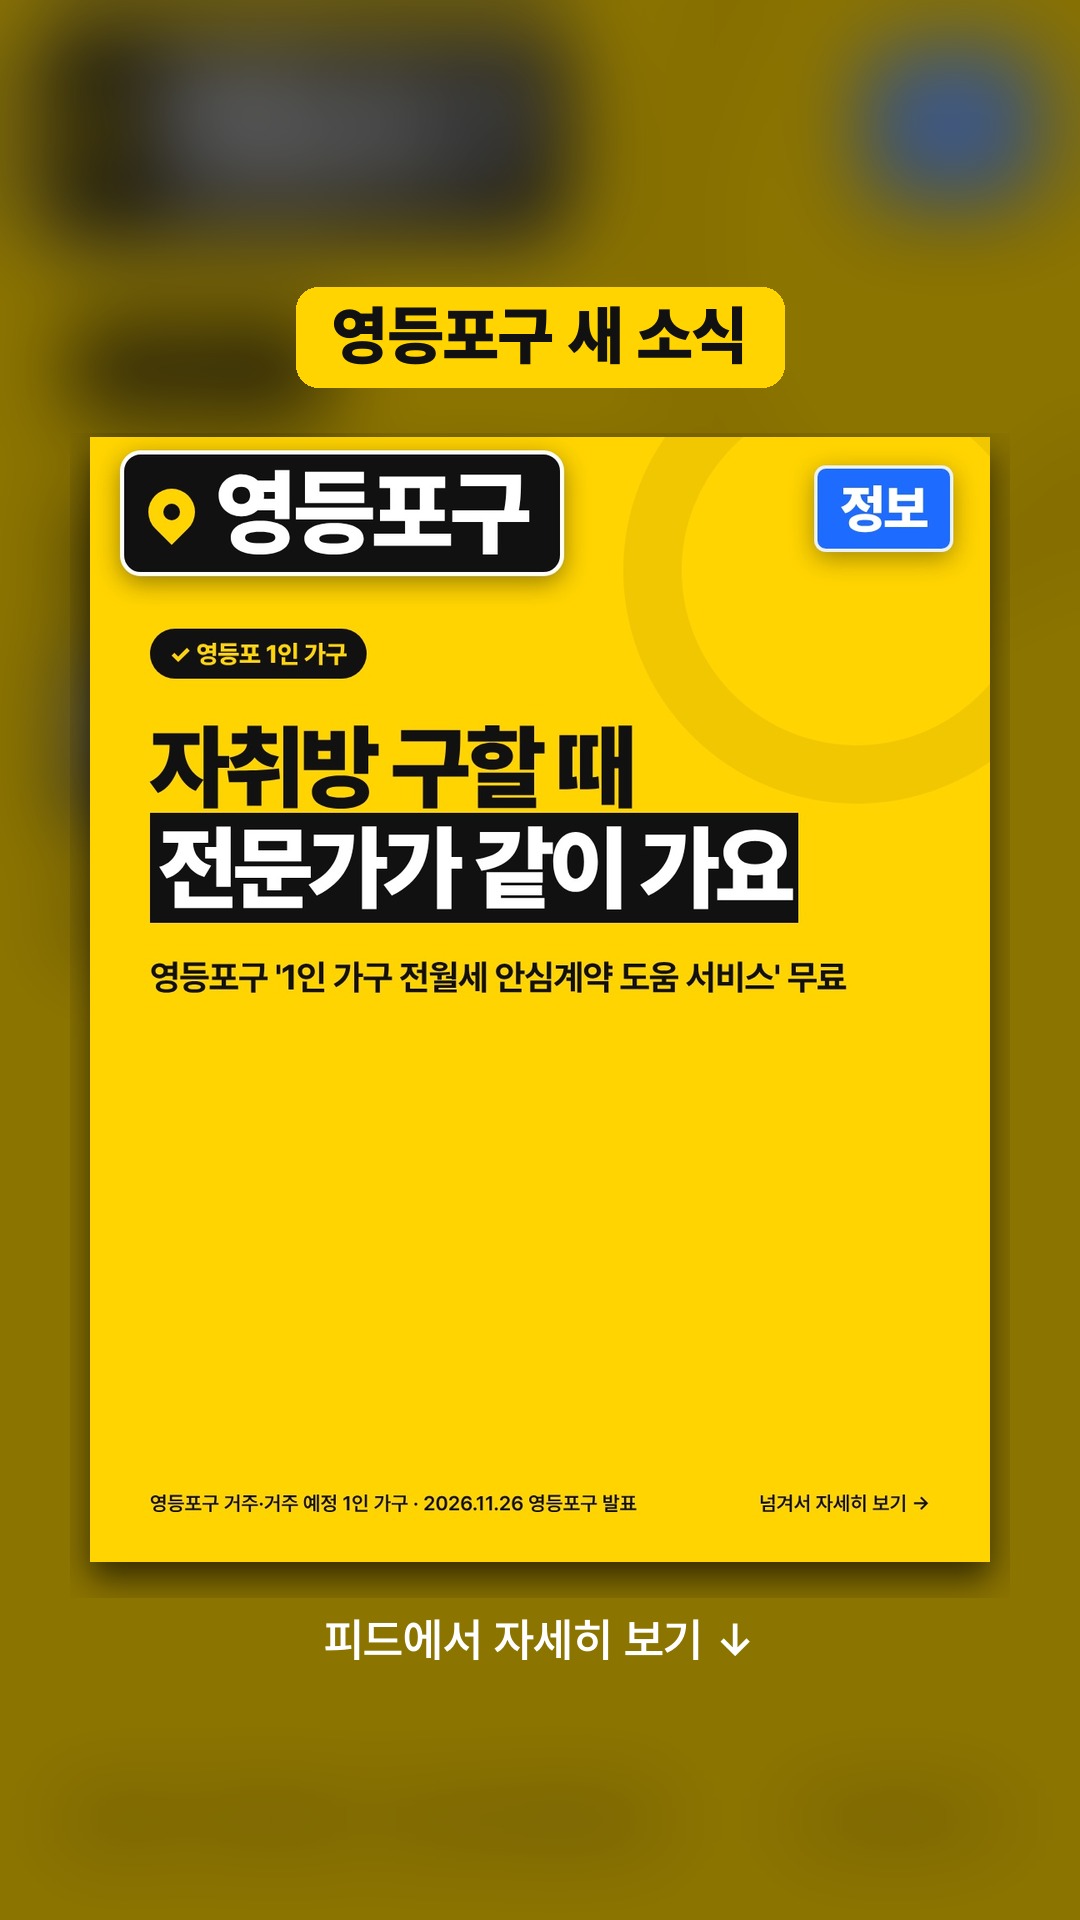 영등포구 새 소식
영등포구
정보
✓ 영등포 1인 가구
자취방 구할 때
전문가가 같이 가요
영등포구 '1인 가구 전월세 안심계약 도움 서비스' 무료
영등포구 거주·거주 예정 1인 가구 · 2026.11.26 영등포구 발표
넘겨서 자세히 보기 →
피드에서 자세히 보기 ↓